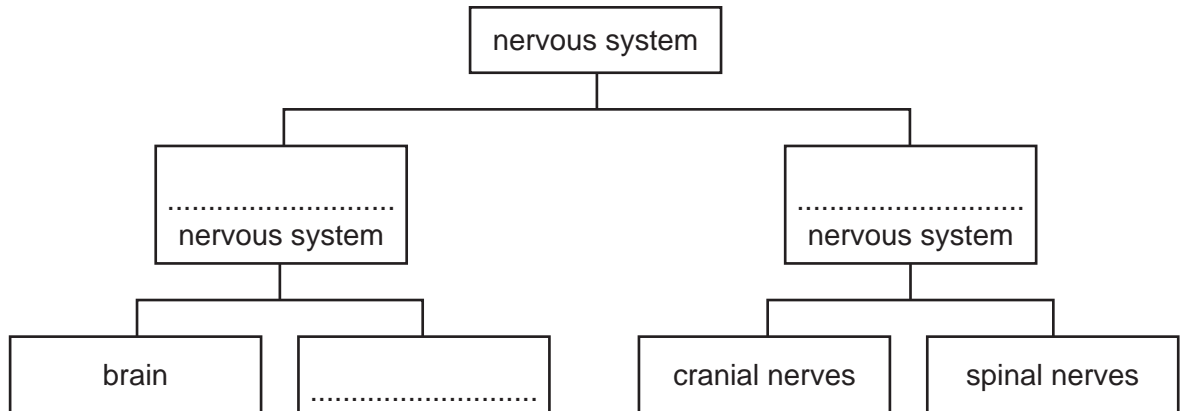 nervous system
............................
nervous system
............................
nervous system
brain
............................
cranial nerves
spinal nerves